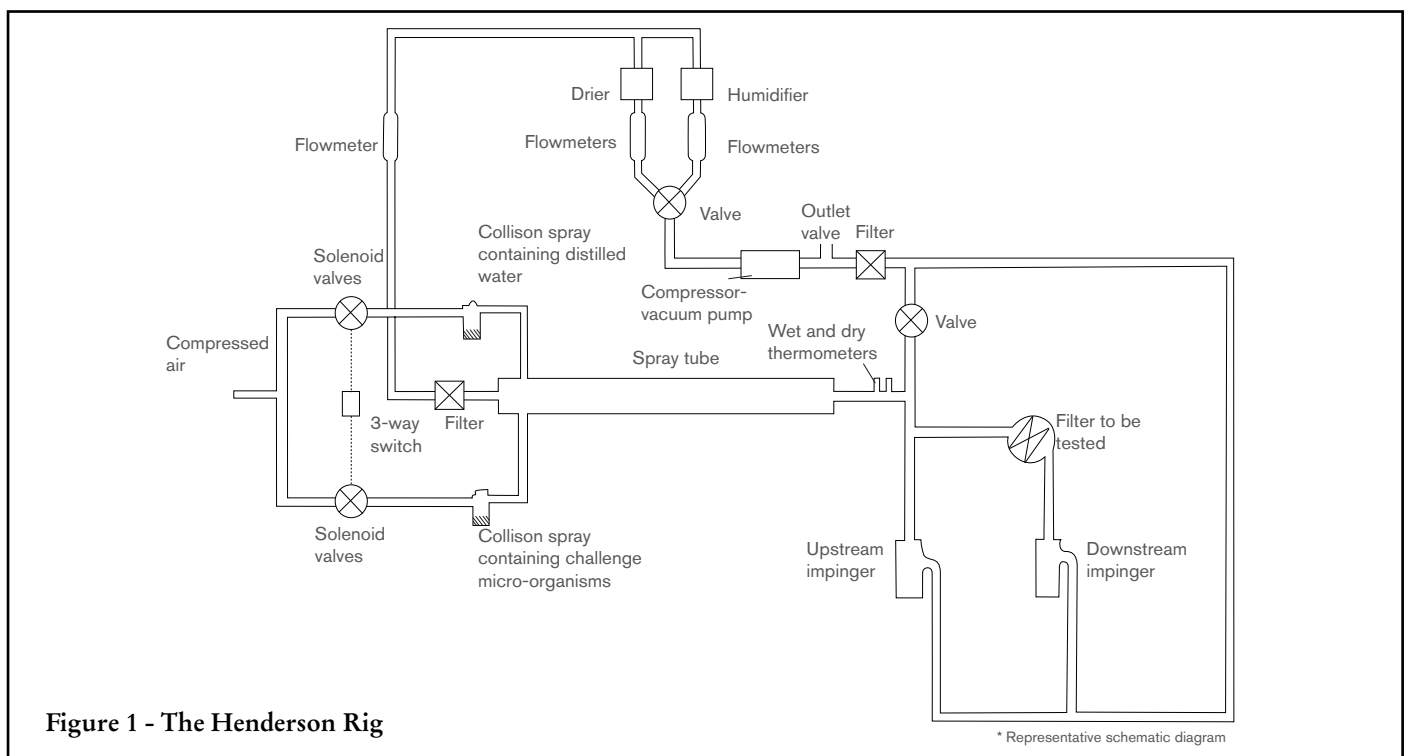 Drier
Humidifier
Flowmeter
Flowmeters
Flowmeters
Valve
Outlet
valve
Filter
Collison spray
containing distilled
water
Solenoid
valves
Compressor-
vacuum pump
Valve
Wet and dry
thermometers
Compressed
air
Spray tube
3-way
switch
Filter
Filter to be
tested
Solenoid
valves
Collison spray
containing challenge
micro-organisms
Upstream
impinger
Downstream
impinger
Figure 1 - The Henderson Rig
* Representative schematic diagram